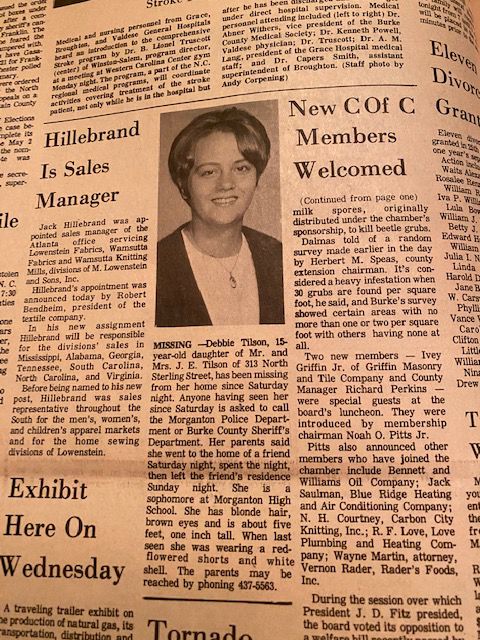 Stroke
Medical and nursing personnel from Grace,
Broughton, and Valdese General Hospitals
heard an introduction to the comprehensive
stroke program by Dr. B. Lionel Truscott
(center) of Winston-Salem, program director,
at a meeting at Western Carolina Center gym
Monday night. The program, a part of the N.C.
regional medical programs, will coordinate
activities covering treatment of the stroke
patient, not only while he is in the hospital but
after he has been discharged
under direct hospital supervision. Medical
personnel attending included (left to right) Dr.
Abner Withers, vice president of the Burke
County Medical Society; Dr. Kenneth Powell,
Valdese physician; Dr. Truscott; Dr. A. M.
Lang, president of the Grace Hospital medical
staff; and Dr. Capers Smith, assistant
superintendent of Broughton. (Staff photo by
Andy Corpening)
Hillebrand
Is Sales
Manager
Jack Hillebrand was ap-
pointed sales manager of the
Atlanta office servicing
Lowenstein Fabrics, Wamsutta
Fabrics and Wamsutta Knitting
Mills, divisions of M. Lowenstein
and Sons, Inc.
Hillebrand's appointment was
announced today by Robert
Bendheim, president of the
textile company.
In his new assignment
Hillebrand will be responsible
for the divisions' sales in
Mississippi, Alabama, Georgia,
Tennessee, South Carolina,
North Carolina, and Virginia.
Before being named to his new
post, Hillebrand was sales
representative throughout the
South for the men's, women's,
and children's apparel markets
and for the home sewing
divisions of Lowenstein.
Exhibit
Here On
Wednesday
A traveling trailer exhibit on
the production of natural gas, its
transportation, distribution and
MISSING —Debbie Tilson, 15-
year-old daughter of Mr. and
Mrs. J. E. Tilson of 313 North
Sterling Street, has been missing
from her home since Saturday
night. Anyone having seen her
since Saturday is asked to call
the Morganton Police Depart-
ment or Burke County Sheriff's
Department. Her parents said
she went to the home of a friend
Saturday night, spent the night,
then left the friend's residence
Sunday night. She is a
sophomore at Morganton High
School. She has blonde hair,
brown eyes and is about five
feet, one inch tall. When last
seen she was wearing a red-
flowered shorts and white
shell. The parents may be
reached by phoning 437-5563.
Tornado
New C Of C
Members
Welcomed
(Continued from page one)
milk spores, originally
distributed under the chamber's
sponsorship, to kill beetle grubs.
Dalmas told of a random
survey made earlier in the day
by Herbert M. Speas, county
extension chairman. It's con-
sidered a heavy infestation when
30 grubs are found per square
foot, he said, and Burke's survey
showed certain areas with no
more than one or two per square
foot with others having none at
all.
Two new members — Ivey
Griffin Jr. of Griffin Masonry
and Tile Company and County
Manager Richard Perkins —
were special guests at the
board's luncheon. They were
introduced by membership
chairman Noah O. Pitts Jr.
Pitts also announced other
members who have joined the
chamber include Bennett and
Williams Oil Company; Jack
Saulman, Blue Ridge Heating
and Air Conditioning Company;
N. H. Courtney, Carbon City
Knitting, Inc.; R. F. Love, Love
Plumbing and Heating Com-
pany; Wayne Martin, attorney,
Vernon Rader, Rader's Foods,
Inc.
During the session over which
President J. D. Fitz presided,
the board voted its opposition to
Eleven
Divor
Grant